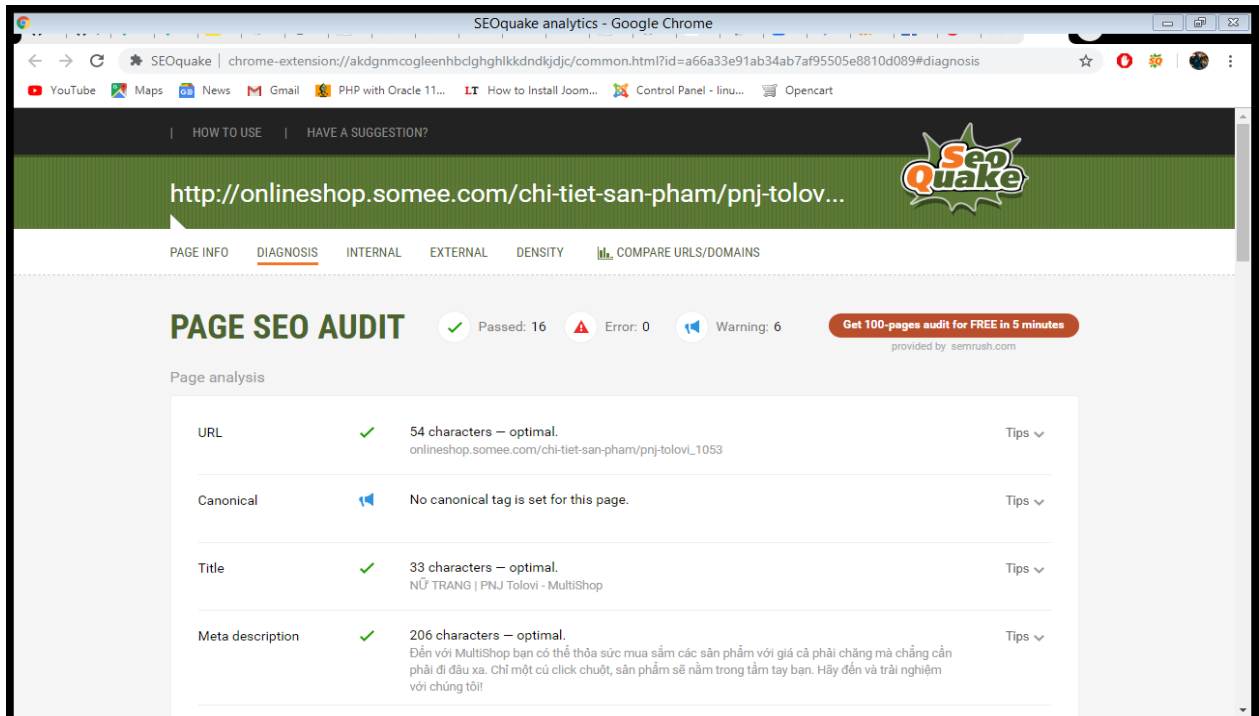 SEOquake analytics - Google Chrome
SEOquake | chrome-extension://akdgnmcogleenhbclghghlkkdndkjdjc/common.html?id=a66a33e91ab34ab7af95505e8810d089#diagnosis
YouTube Maps News Gmail PHP with Oracle 11... LT How to Install Joom... Control Panel - linu... Opencart
| HOW TO USE | HAVE A SUGGESTION?
Seo
Quake
http://onlineshop.somee.com/chi-tiet-san-pham/pnj-tolov...
PAGE INFO DIAGNOSIS INTERNAL EXTERNAL DENSITY COMPARE URLS/DOMAINS
PAGE SEO AUDIT Passed: 16 Error: 0 Warning: 6 Get 100-pages audit for FREE in 5 minutes
provided by semrush.com
Page analysis
URL 54 characters — optimal. Tips
onlineshop.somee.com/chi-tiet-san-pham/pnj-tolovi_1053
Canonical No canonical tag is set for this page. Tips
Title 33 characters — optimal. Tips
NỮ TRANG | PNJ Tolovi - MultiShop
Meta description 206 characters — optimal. Tips
Đến với MultiShop bạn có thể thỏa sức mua sắm các sản phẩm với giá cả phải chăng mà chẳng cần
phải đi đâu xa. Chỉ một cú click chuột, sản phẩm sẽ nằm trong tầm tay bạn. Hãy đến và trải nghiệm
với chúng tôi!